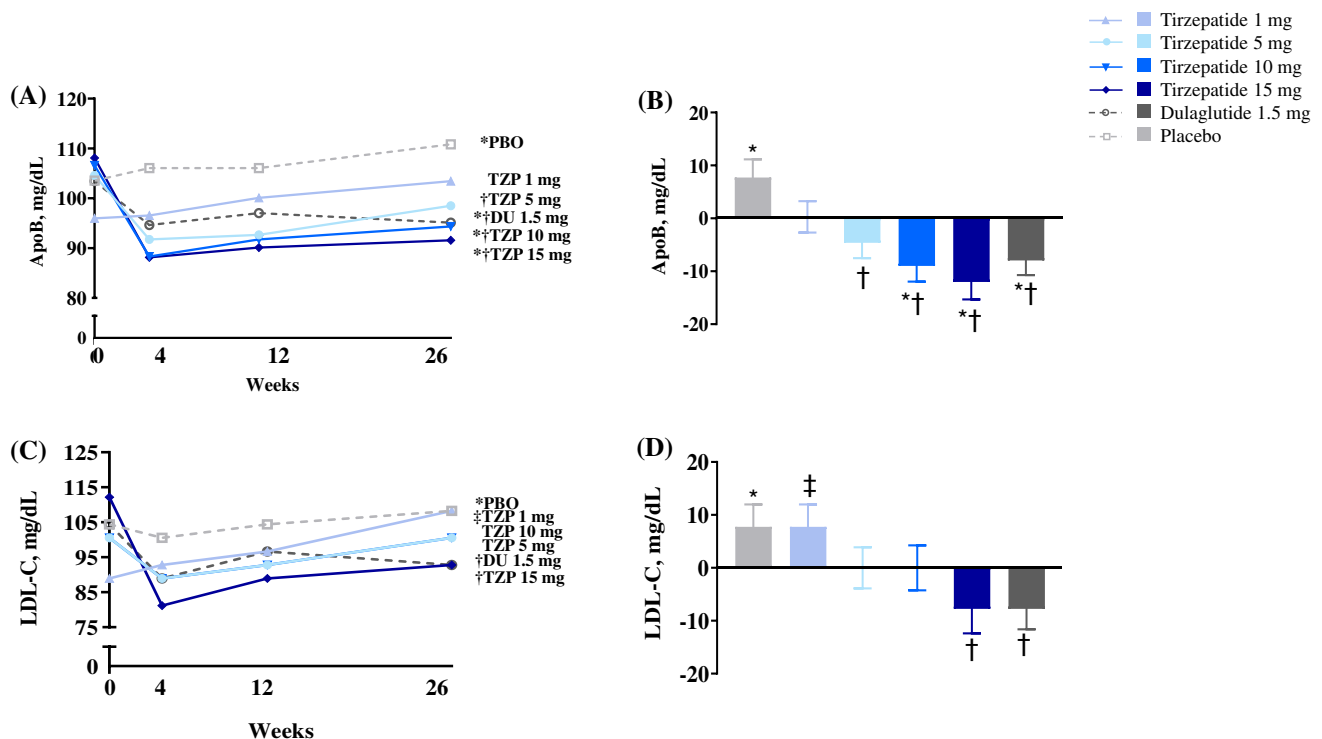 Tirzepatide 1 mg
Tirzepatide 5 mg
Tirzepatide 10 mg
Tirzepatide 15 mg
Dulaglutide 1.5 mg
Placebo
(A)
ApoB, mg/dL
120
110
100
90
80
0
0 4 12 26
Weeks
*PBO
TZP 1 mg
†TZP 5 mg
*†DU 1.5 mg
*†TZP 10 mg
*†TZP 15 mg
(B)
ApoB, mg/dL
20
10
0
-10
-20
*
†
*†
*†
*†
(C)
LDL-C, mg/dL
125
115
105
95
85
75
0
0 4 12 26
Weeks
*PBO
‡TZP 1 mg
TZP 10 mg
TZP 5 mg
†DU 1.5 mg
†TZP 15 mg
(D)
LDL-C, mg/dL
20
10
0
-10
-20
*
‡
†
†